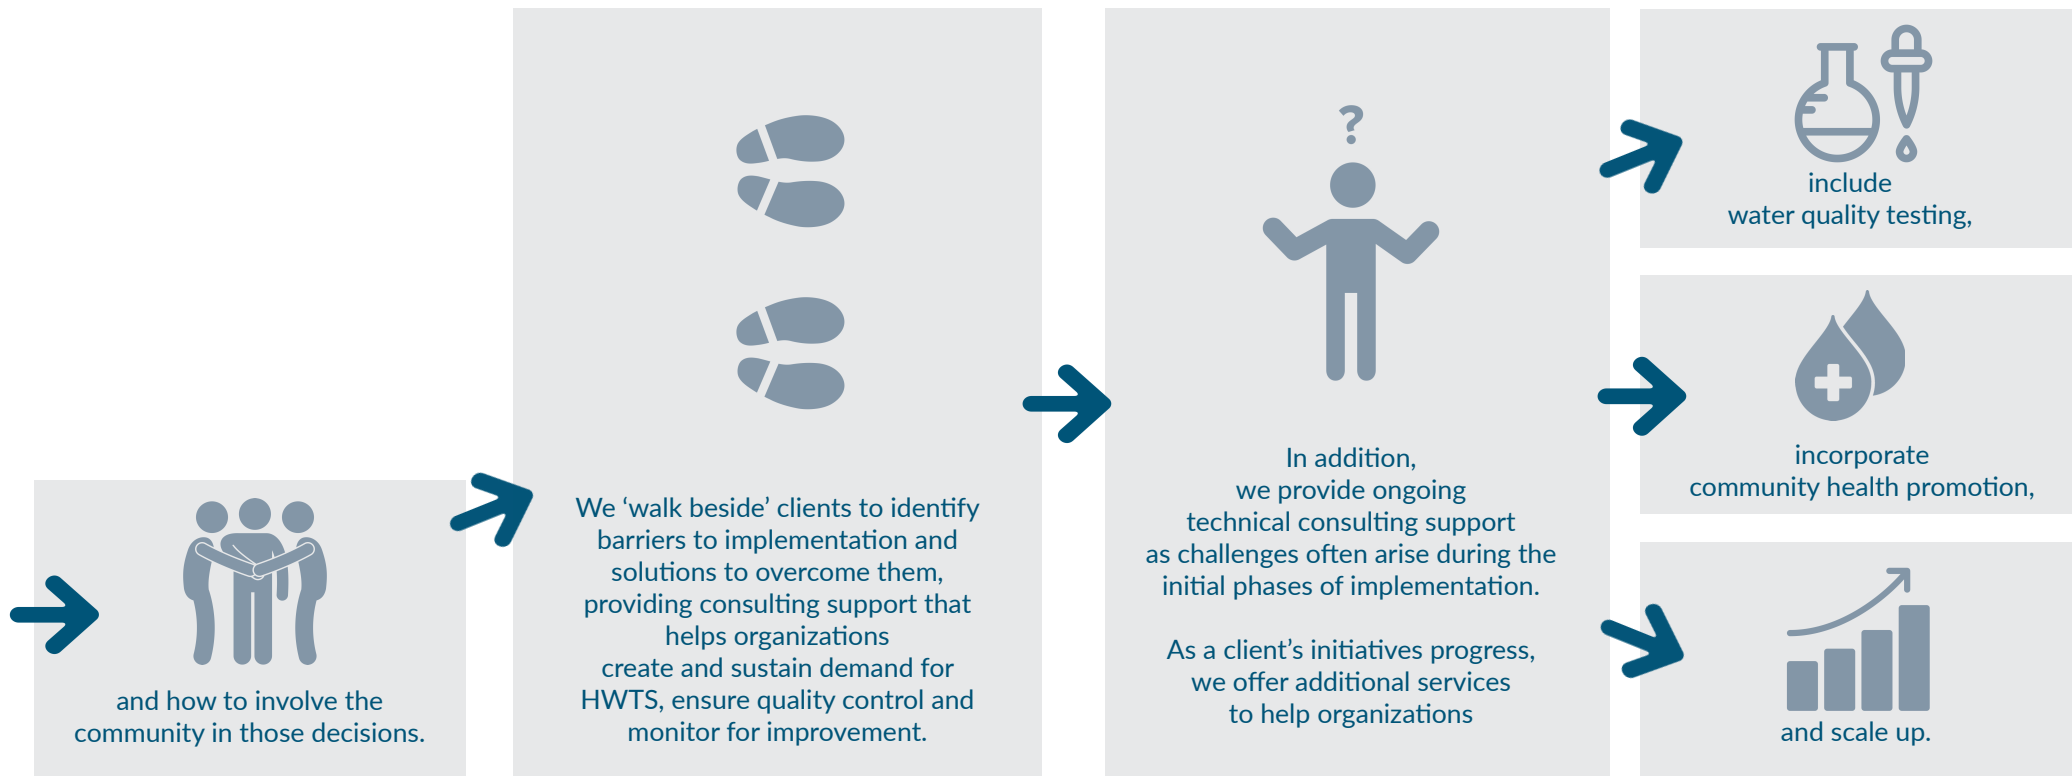 and how to involve the
community in those decisions.
We ‘walk beside’ clients to identify
barriers to implementation and
solutions to overcome them,
providing consulting support that
helps organizations
create and sustain demand for
HWTS, ensure quality control and
monitor for improvement.
?
In addition,
we provide ongoing
technical consulting support
as challenges often arise during the
initial phases of implementation.
As a client’s initiatives progress,
we offer additional services
to help organizations
include
water quality testing,
incorporate
community health promotion,
and scale up.